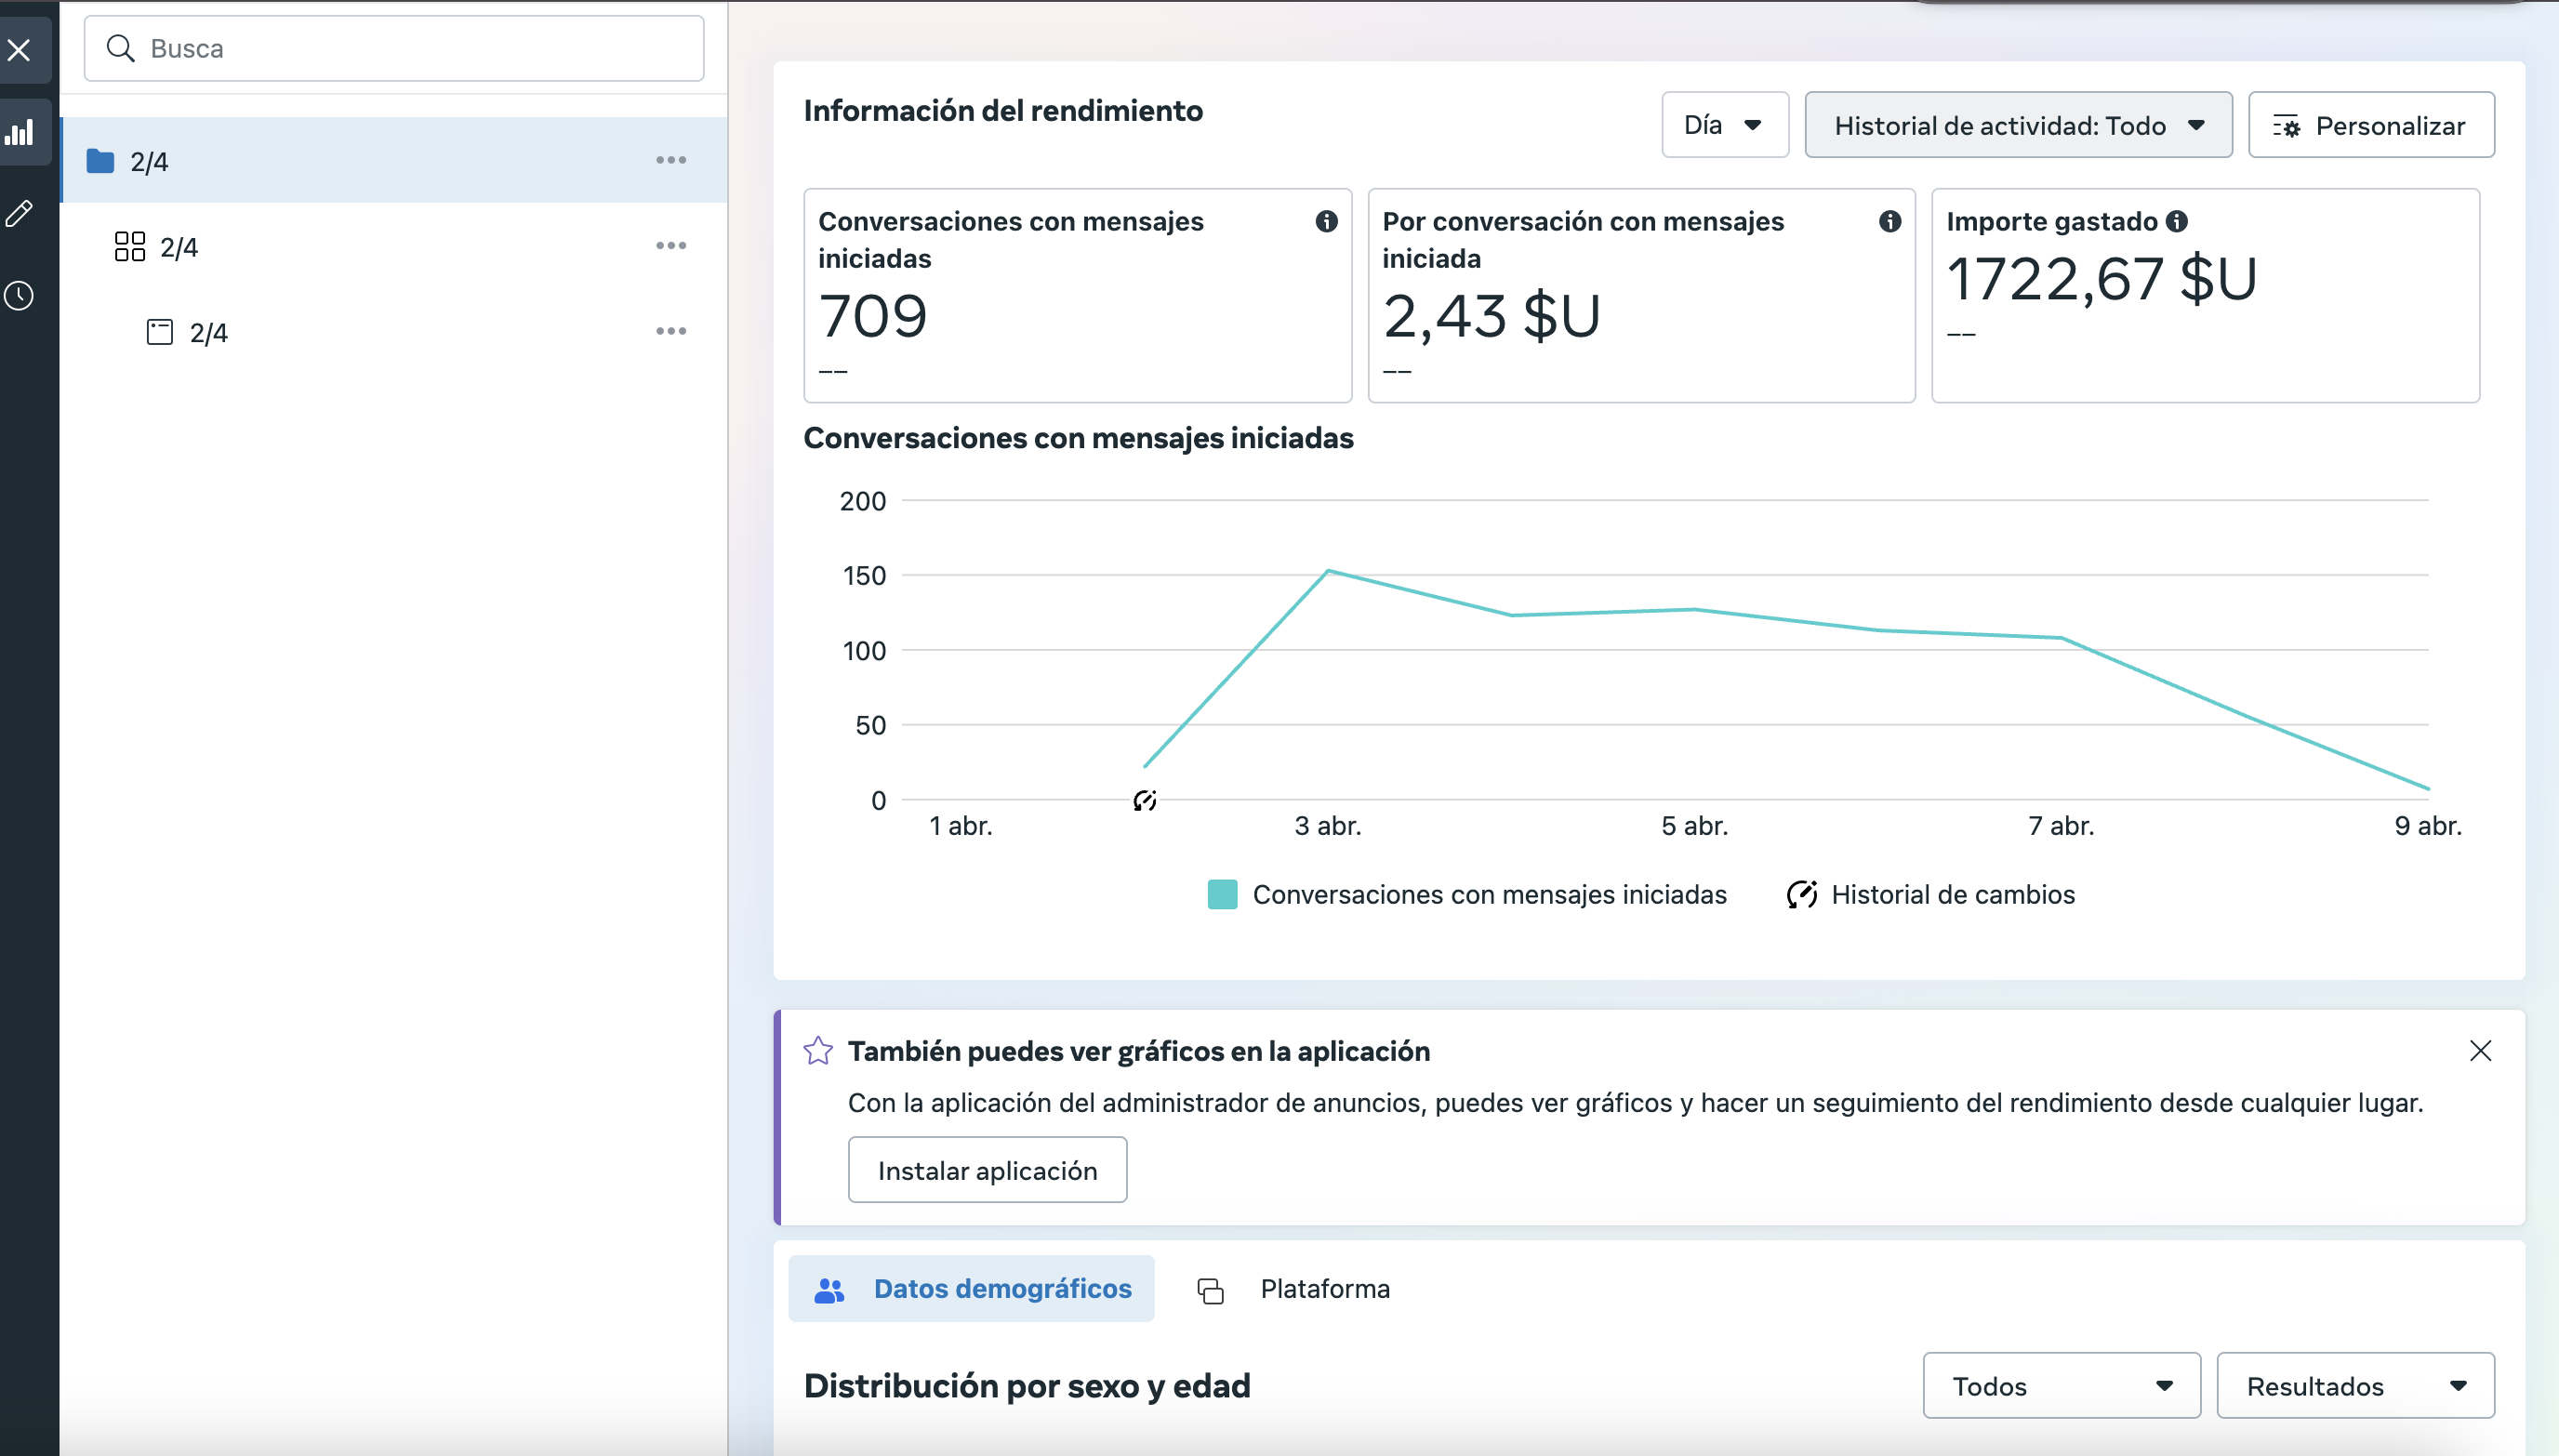 Busca
2/4
2/4
2/4
Información del rendimiento
Día
Historial de actividad: Todo
Personalizar
Conversaciones con mensajes
iniciadas
709
––
Por conversación con mensajes
iniciada
2,43 $U
––
Importe gastado
1722,67 $U
––
Conversaciones con mensajes iniciadas
200
150
100
50
0
1 abr.
3 abr.
5 abr.
7 abr.
9 abr.
Conversaciones con mensajes iniciadas
Historial de cambios
También puedes ver gráficos en la aplicación
Con la aplicación del administrador de anuncios, puedes ver gráficos y hacer un seguimiento del rendimiento desde cualquier lugar.
Instalar aplicación
Datos demográficos
Plataforma
Distribución por sexo y edad
Todos
Resultados